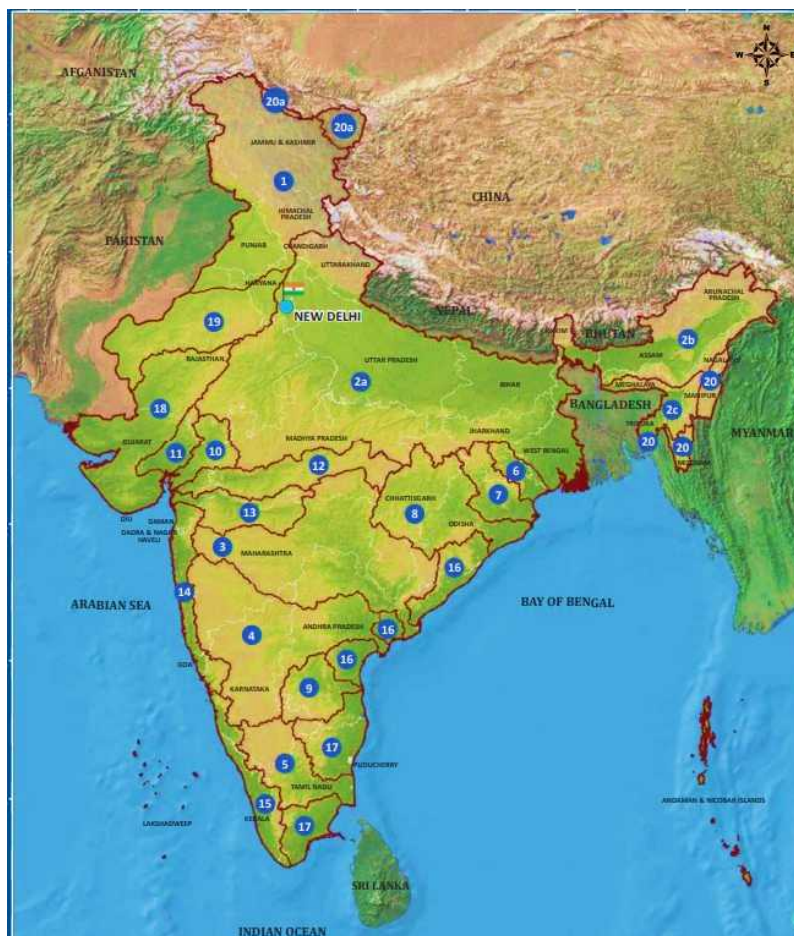 N
W
E
S
AFGANISTAN
20a
20a
JAMMU & KASHMIR
1
CHINA
HIMACHAL
PRADESH
PAKISTAN
PUNJAB
CHANDIGARH
UTTARAKHAND
HARYANA
ARUNACHAL
PRADESH
NEW DELHI
NEPAL
19
SIKKIM
BHUTAN
2b
RAJASTHAN
UTTAR PRADESH
ASSAM
NAGALAND
2a
BIHAR
MEGHALAYA
20
MANIPUR
18
BANGLADESH
2c
TRIPURA
GUJARAT
MADHYA PRADESH
JHARKHAND
MYANMAR
11
10
WEST BENGAL
20
20
12
6
MIZORAM
7
CHHATTISGARH
8
13
DIU
DAMAN
ODISHA
DADRA & NAGAR
HAVELI
3
MAHARASHTRA
16
14
ARABIAN SEA
BAY OF BENGAL
4
ANDHRA PRADESH
16
16
GOA
9
KARNATAKA
17
5
PUDUCHERRY
TAMIL NADU
15
ANDAMAN & NICOBAR ISLANDS
KERALA
LAKSHADWEEP
17
SRI LANKA
INDIAN OCEAN